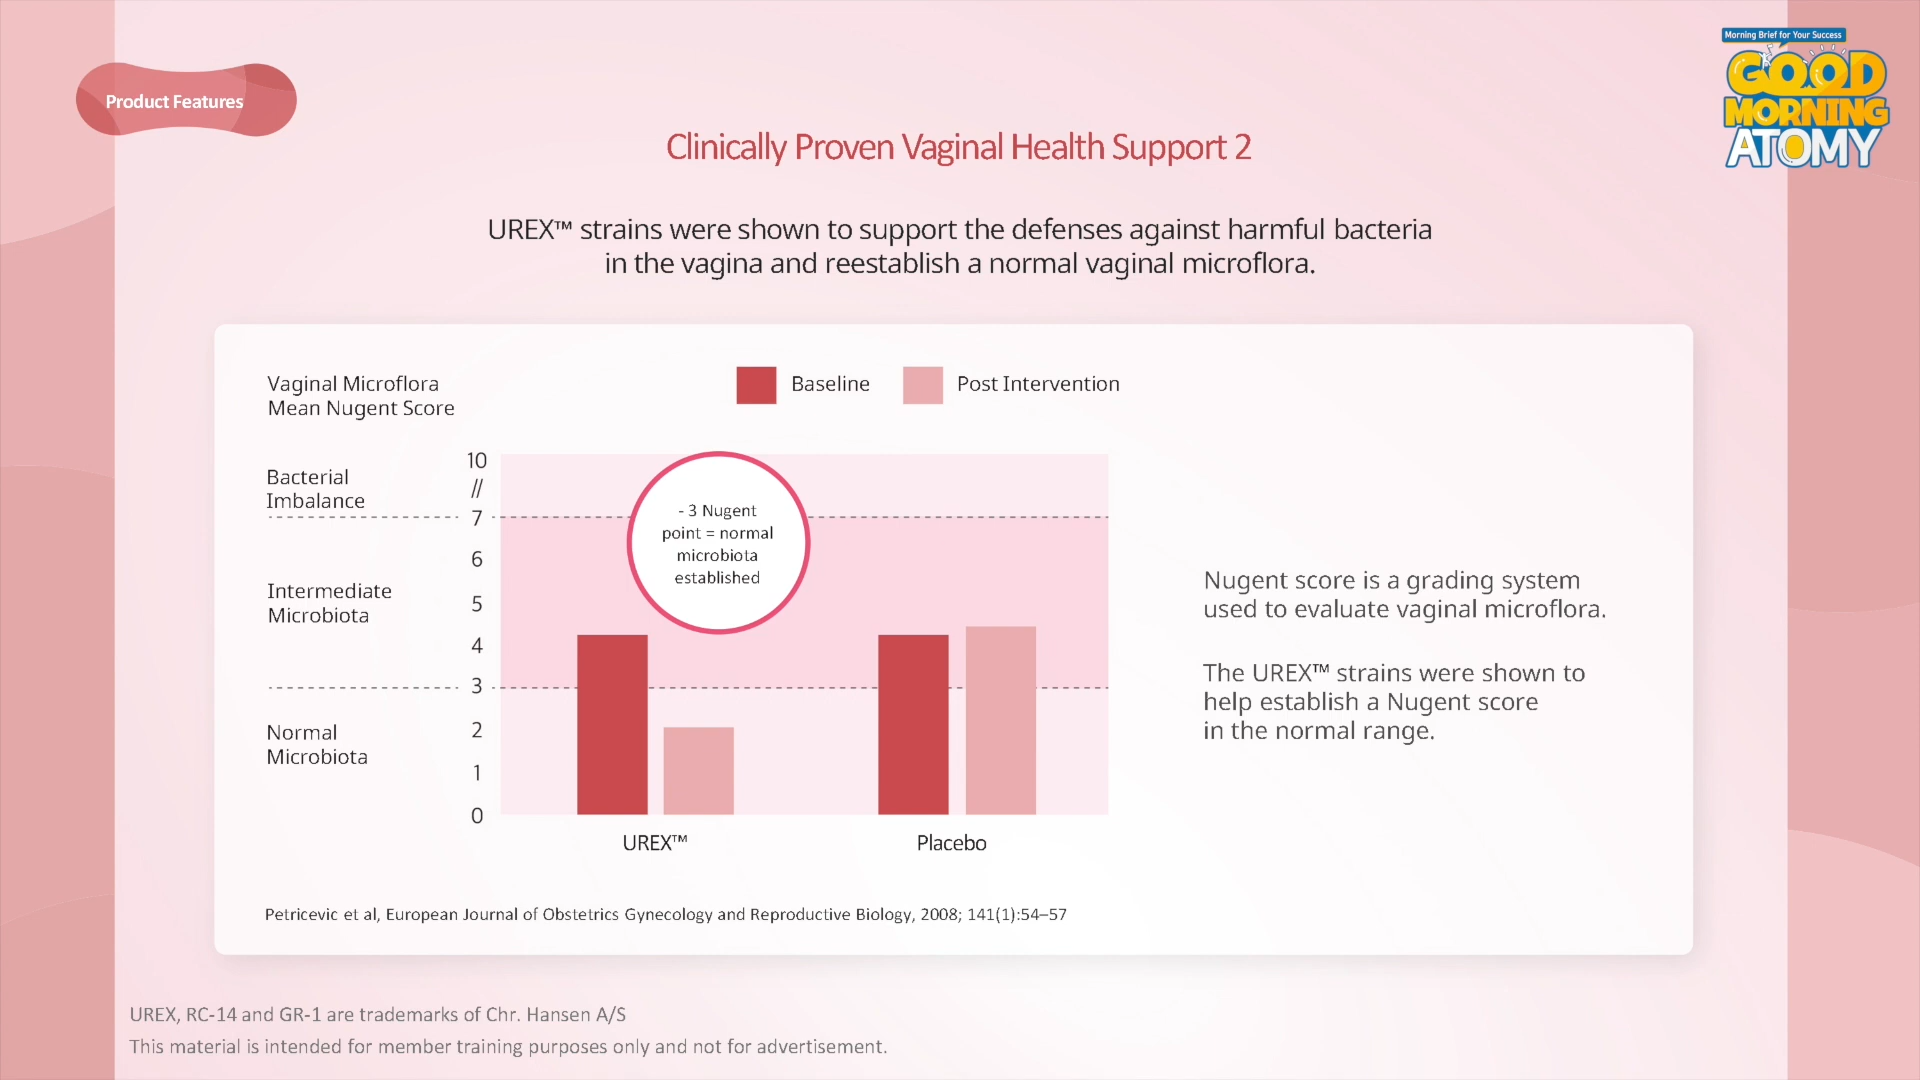 Product Features
Morning Brief for Your Success
GOOD
MORNING
ATOMY
Clinically Proven Vaginal Health Support 2
UREX™ strains were shown to support the defenses against harmful bacteria
in the vagina and reestablish a normal vaginal microflora.
Vaginal Microflora
Mean Nugent Score
Baseline
Post Intervention
Bacterial
Imbalance
Intermediate
Microbiota
Normal
Microbiota
10
//
7
6
5
4
3
2
1
0
- 3 Nugent
point = normal
microbiota
established
UREX™
Placebo
Nugent score is a grading system
used to evaluate vaginal microflora.
The UREX™ strains were shown to
help establish a Nugent score
in the normal range.
Petricevic et al, European Journal of Obstetrics Gynecology and Reproductive Biology, 2008; 141(1):54–57
UREX, RC-14 and GR-1 are trademarks of Chr. Hansen A/S
This material is intended for member training purposes only and not for advertisement.